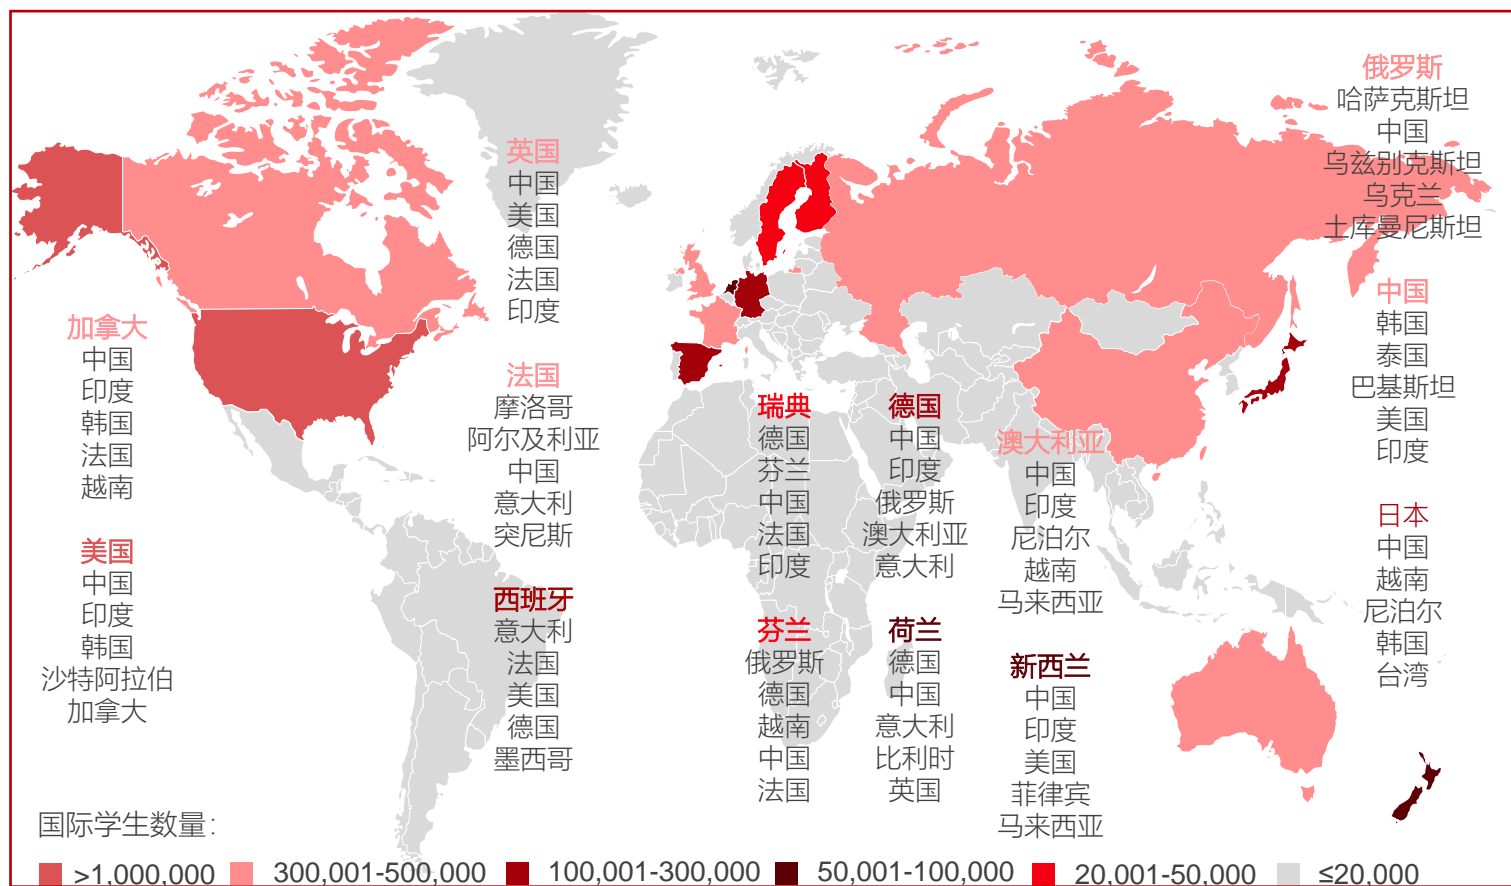 加拿大
中国
印度
韩国
法国
越南
美国
中国
印度
韩国
沙特阿拉伯
加拿大
英国
中国
美国
德国
法国
印度
法国
摩洛哥
阿尔及利亚
中国
意大利
突尼斯
西班牙
意大利
法国
美国
德国
墨西哥
瑞典
德国
芬兰
中国
法国
印度
芬兰
俄罗斯
德国
越南
中国
法国
德国
中国
印度
俄罗斯
澳大利亚
意大利
荷兰
德国
中国
意大利
比利时
英国
澳大利亚
中国
印度
尼泊尔
越南
马来西亚
新西兰
中国
印度
美国
菲律宾
马来西亚
俄罗斯
哈萨克斯坦
中国
乌兹别克斯坦
乌克兰
土库曼尼斯坦
中国
韩国
泰国
巴基斯坦
美国
印度
日本
中国
越南
尼泊尔
韩国
台湾
国际学生数量:
>1,000,000 300,001-500,000 100,001-300,000 50,001-100,000 20,001-50,000 ≤20,000